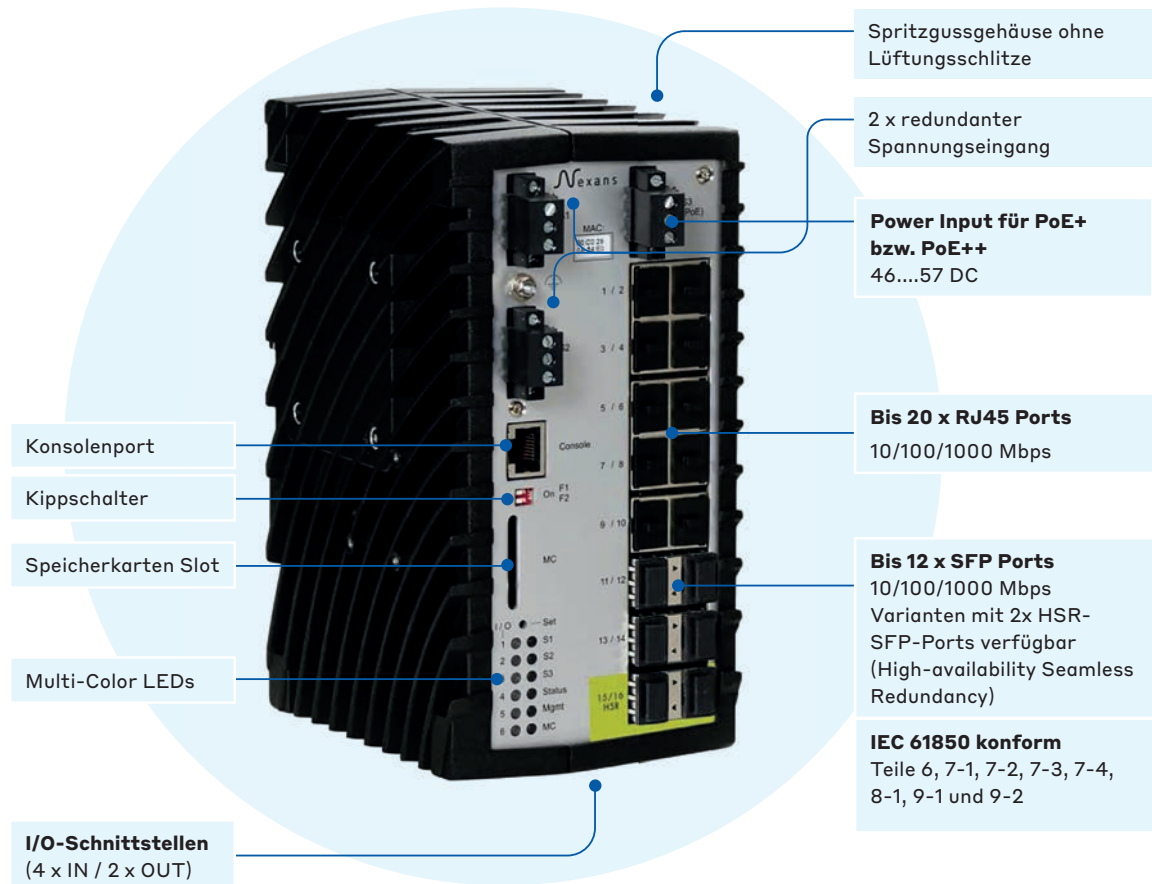 Spritzgussgehäuse ohne
Lüftungsschlitze
2 x redundanter
Spannungseingang
Power Input für PoE+
bzw. PoE++
46....57 DC
Bis 20 x RJ45 Ports
10/100/1000 Mbps
Bis 12 x SFP Ports
10/100/1000 Mbps
Varianten mit 2x HSR-
SFP-Ports verfügbar
(High-availability Seamless
Redundancy)
IEC 61850 konform
Teile 6, 7-1, 7-2, 7-3, 7-4,
8-1, 9-1 und 9-2
Konsolenport
Kippschalter
Speicherkarten Slot
Multi-Color LEDs
I/O-Schnittstellen
(4 x IN / 2 x OUT)
Nexans
MAC:
1 / 2
S2
3 / 4
5 / 6
Console
7 / 8
On F1
F2
9 / 10
MC
11 / 12
I / O
Set
1 S1
13 / 14
2 S2
S3
4 Status
15/16
HSR
5 Mgmt
6 MC